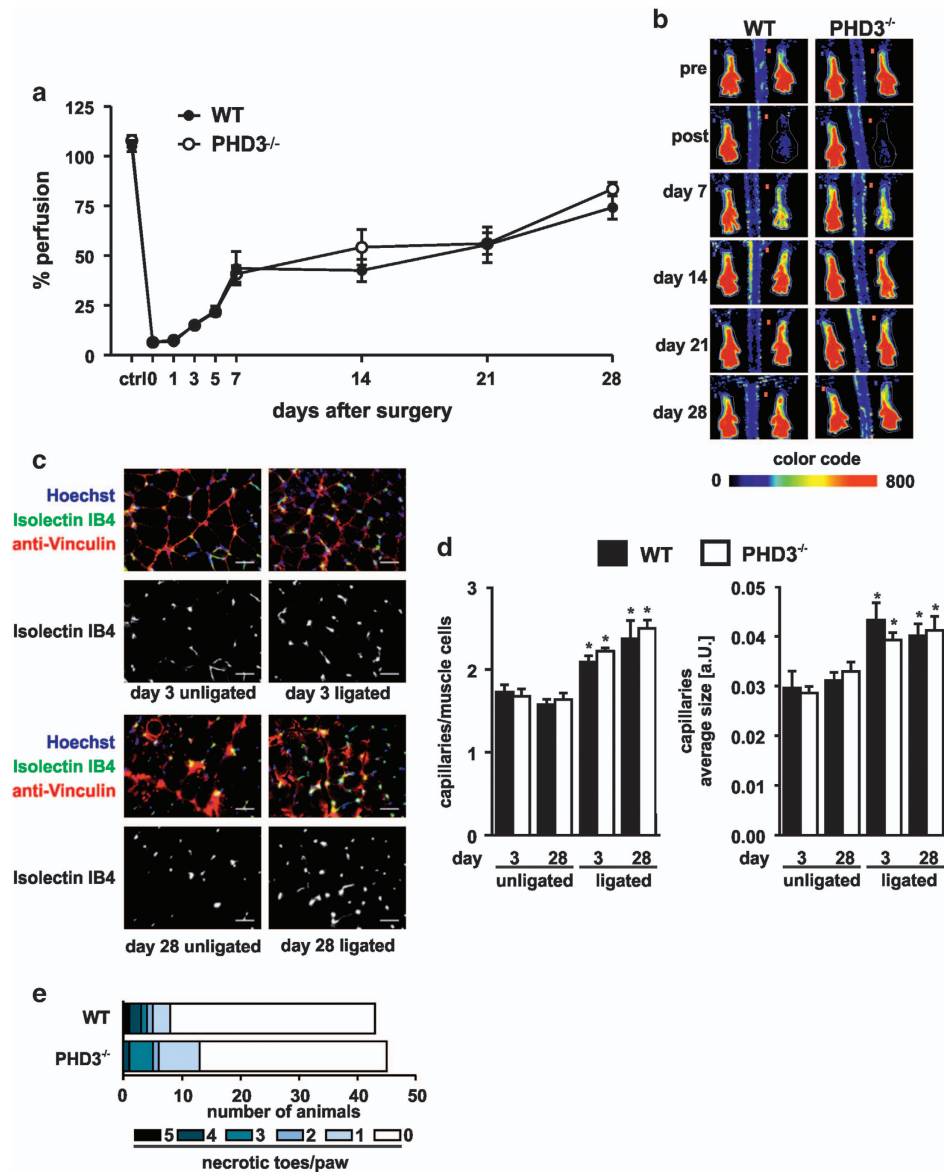 a
WT
PHD3-/-
% perfusion
125
100
75
50
25
0
ctrl0 1 3 5 7 14 21 28
days after surgery
b
WT PHD3-/-
pre
post
day 7
day 14
day 21
day 28
color code
0 800
c
Hoechst
Isolectin IB4
anti-Vinculin
Isolectin IB4
day 3 unligated day 3 ligated
Hoechst
Isolectin IB4
anti-Vinculin
Isolectin IB4
day 28 unligated day 28 ligated
d
WT PHD3-/-
capillaries/muscle cells
3
2
1
0
* * * *
day 3 28 3 28
unligated ligated
capillaries
average size [a.U.]
0.05
0.04
0.03
0.02
0.01
0.00
* * * *
day 3 28 3 28
unligated ligated
e
WT
PHD3-/-
0 10 20 30 40 50
number of animals
5 4 3 2 1 0
necrotic toes/paw